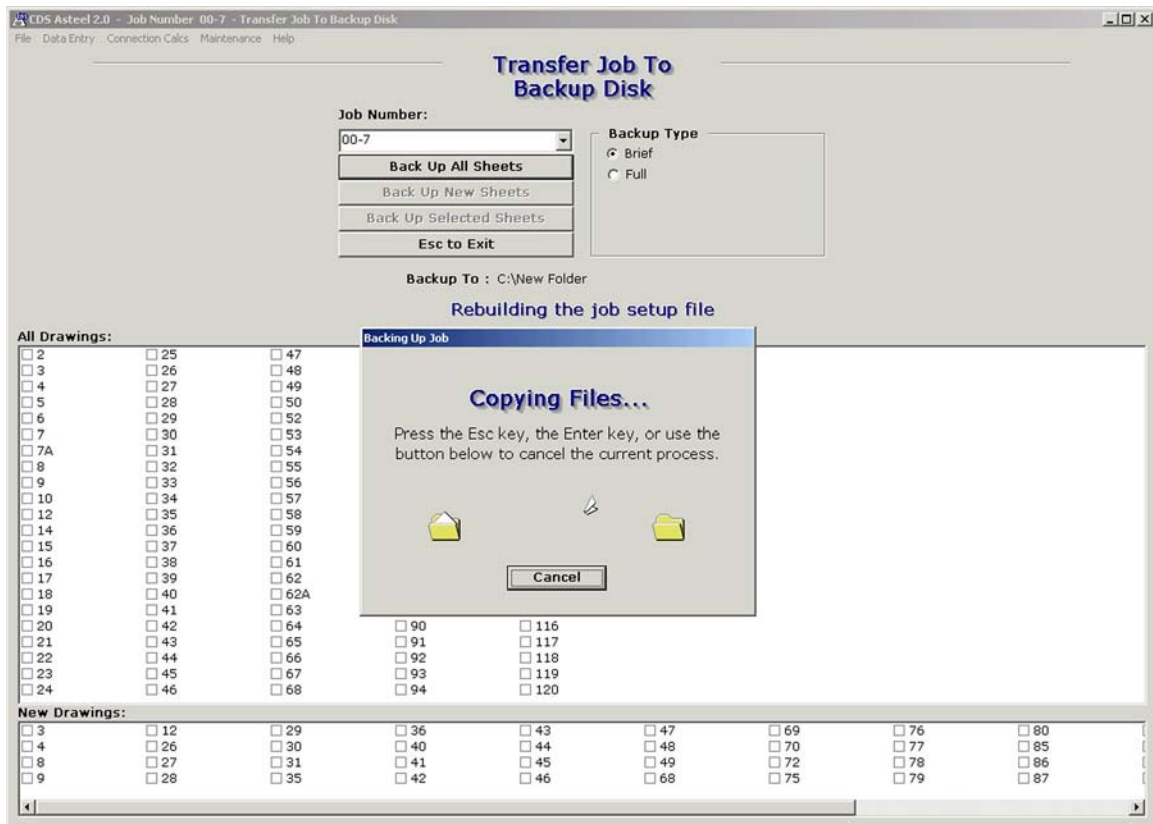 CDS Asteel 2.0 - Job Number 00-7 - Transfer Job To Backup Disk
File Data Entry Connection Calcs Maintenance Help
Transfer Job To
Backup Disk
Job Number:
00-7
Back Up All Sheets
Back Up New Sheets
Back Up Selected Sheets
Esc to Exit
Backup Type
Brief
Full
Backup To : C:\New Folder
Rebuilding the job setup file
All Drawings:
2 25 47
3 26 48
4 27 49
5 28 50
6 29 52
7 30 53
7A 31 54
8 32 55
9 33 56
10 34 57
12 35 58
14 36 59
15 37 60
16 38 61
17 39 62
18 40 62A
19 41 63
20 42 64 90 116
21 43 65 91 117
22 44 66 92 118
23 45 67 93 119
24 46 68 94 120
Backing Up Job
Copying Files...
Press the Esc key, the Enter key, or use the
button below to cancel the current process.
Cancel
New Drawings:
3 12 29 36 43 47 69 76 80
4 26 30 40 44 48 70 77 85
8 27 31 41 45 49 72 78 86
9 28 35 42 46 68 75 79 87